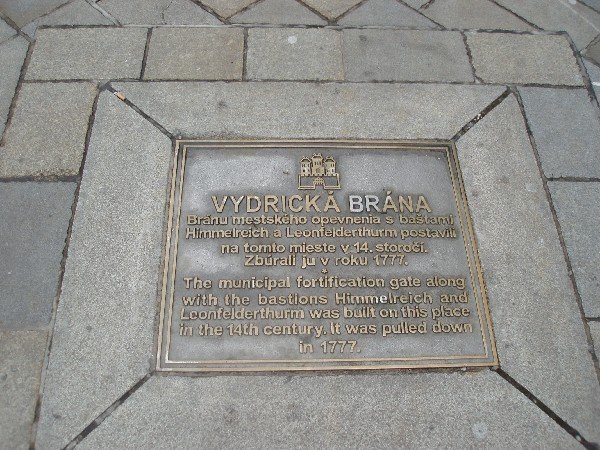 VYDRICKÁ BRÁNA
Bránu mestského opevnenia s baštami
Himmelreich a Leonfelderthurm postavili
na tomto mieste v 14. storočí.
Zbúrali ju v roku 1777.
The municipal fortification gate along
with the bastions Himmelreich and
Leonfelderthurm was built on this place
in the 14th century. It was pulled down
in 1777.